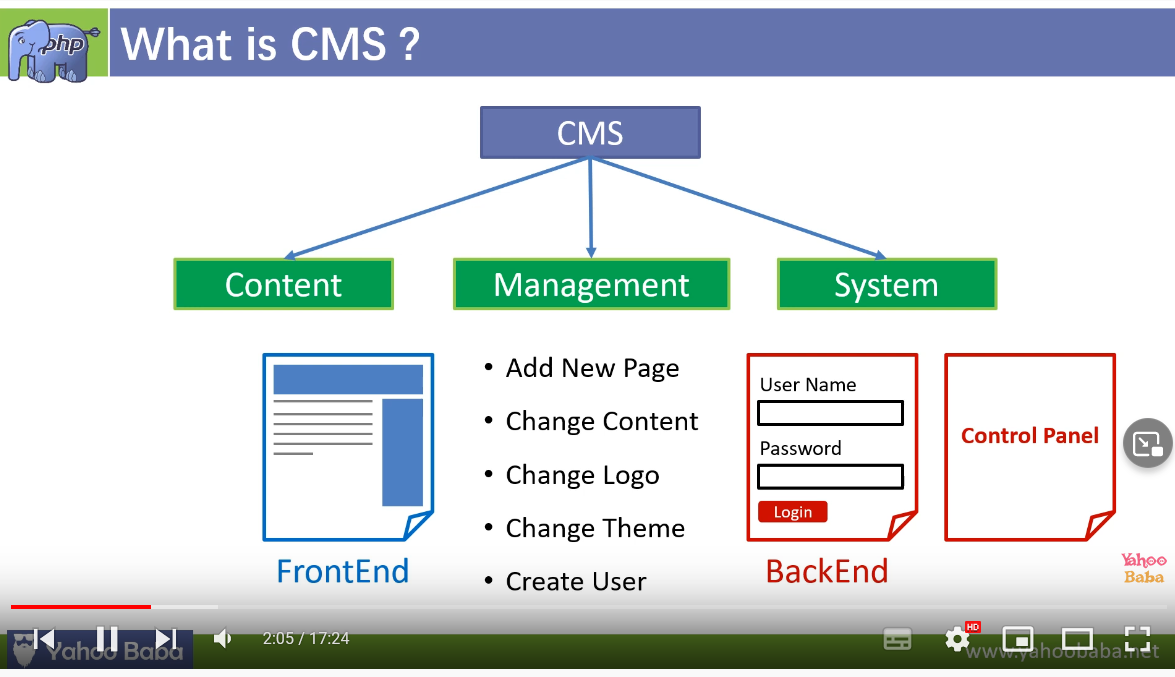 php
What is CMS ?
CMS
Content
Management
System
• Add New Page
• Change Content
• Change Logo
• Change Theme
• Create User
FrontEnd
User Name
Password
Login
BackEnd
Control Panel
Yahoo
Baba
2:05 / 17:24
HD
Yahoo Baba
www.yahoobaba.net